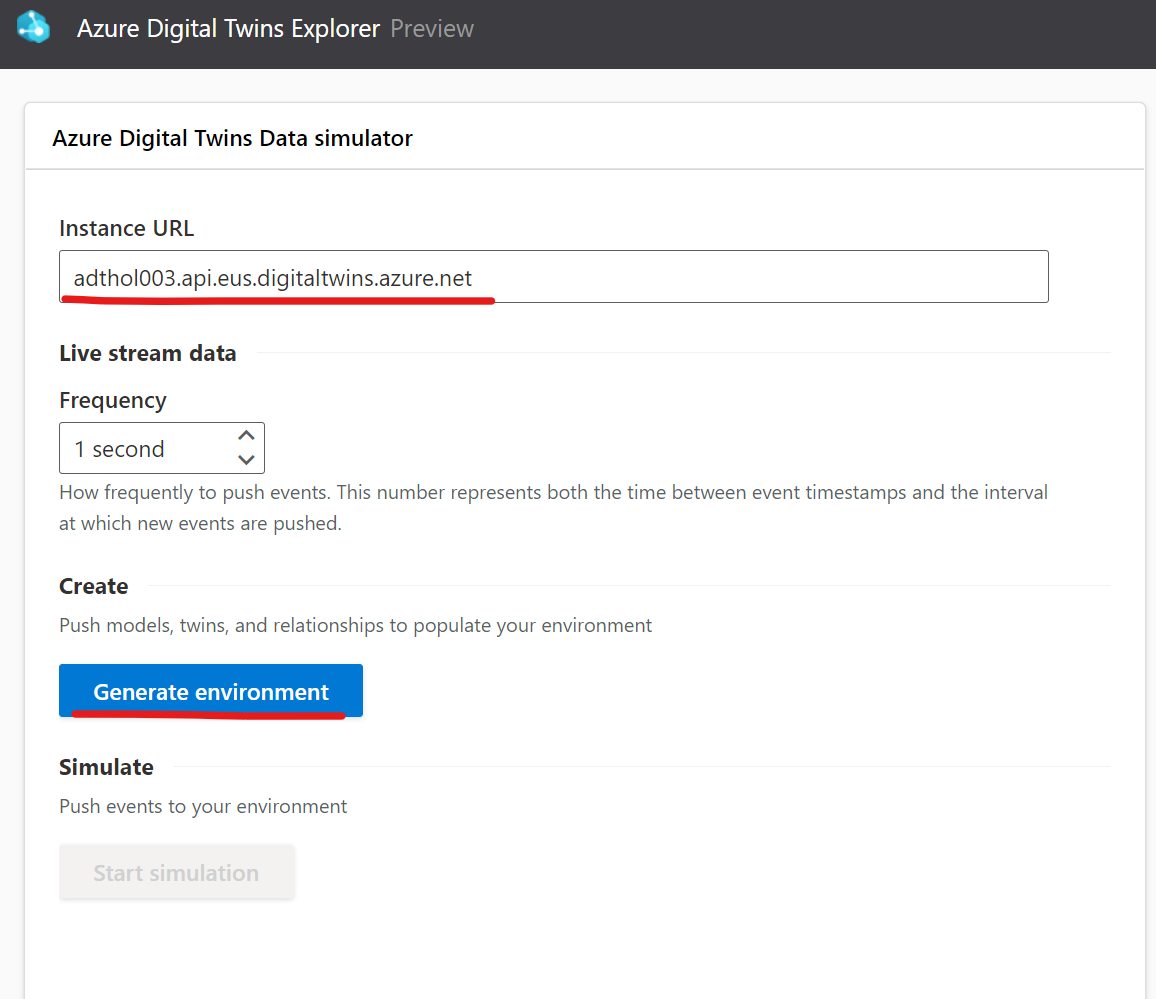 Azure Digital Twins Explorer Preview
Azure Digital Twins Data simulator
Instance URL
adthol003.api.eus.digitaltwins.azure.net
Live stream data
Frequency
1 second
How frequently to push events. This number represents both the time between event timestamps and the interval
at which new events are pushed.
Create
Push models, twins, and relationships to populate your environment
Generate environment
Simulate
Push events to your environment
Start simulation